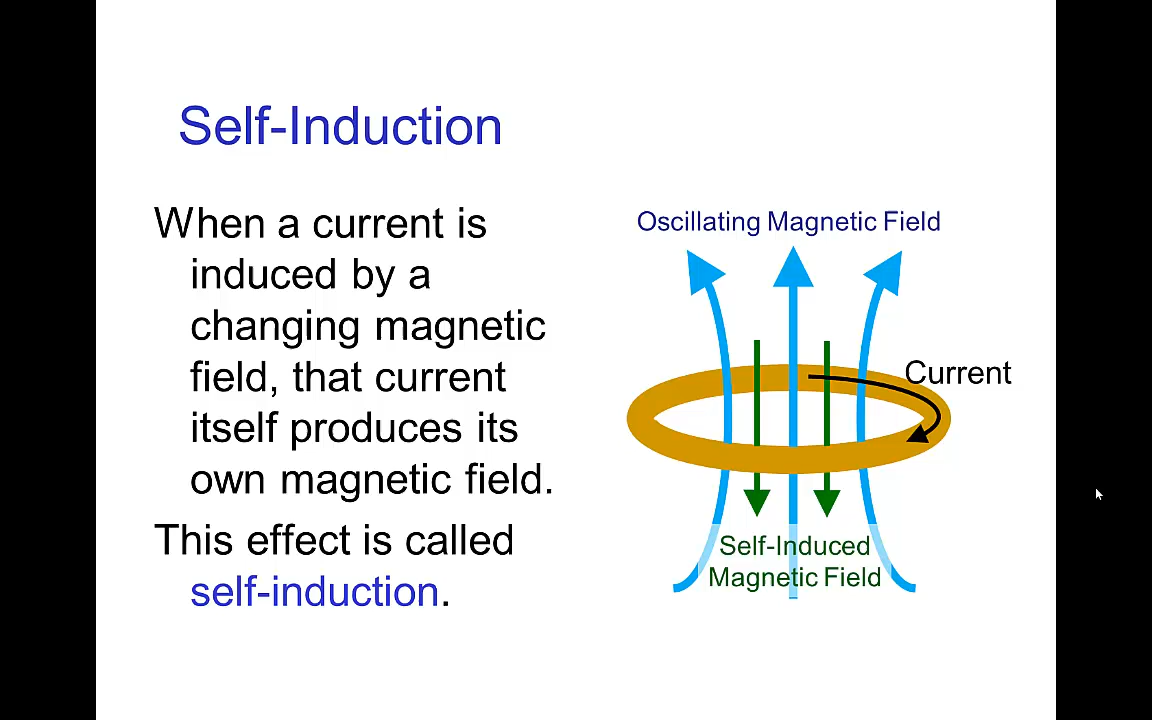 Self-Induction
When a current is
induced by a
changing magnetic
field, that current
itself produces its
own magnetic field.
This effect is called
self-induction.
Oscillating Magnetic Field
Current
Self-Induced
Magnetic Field